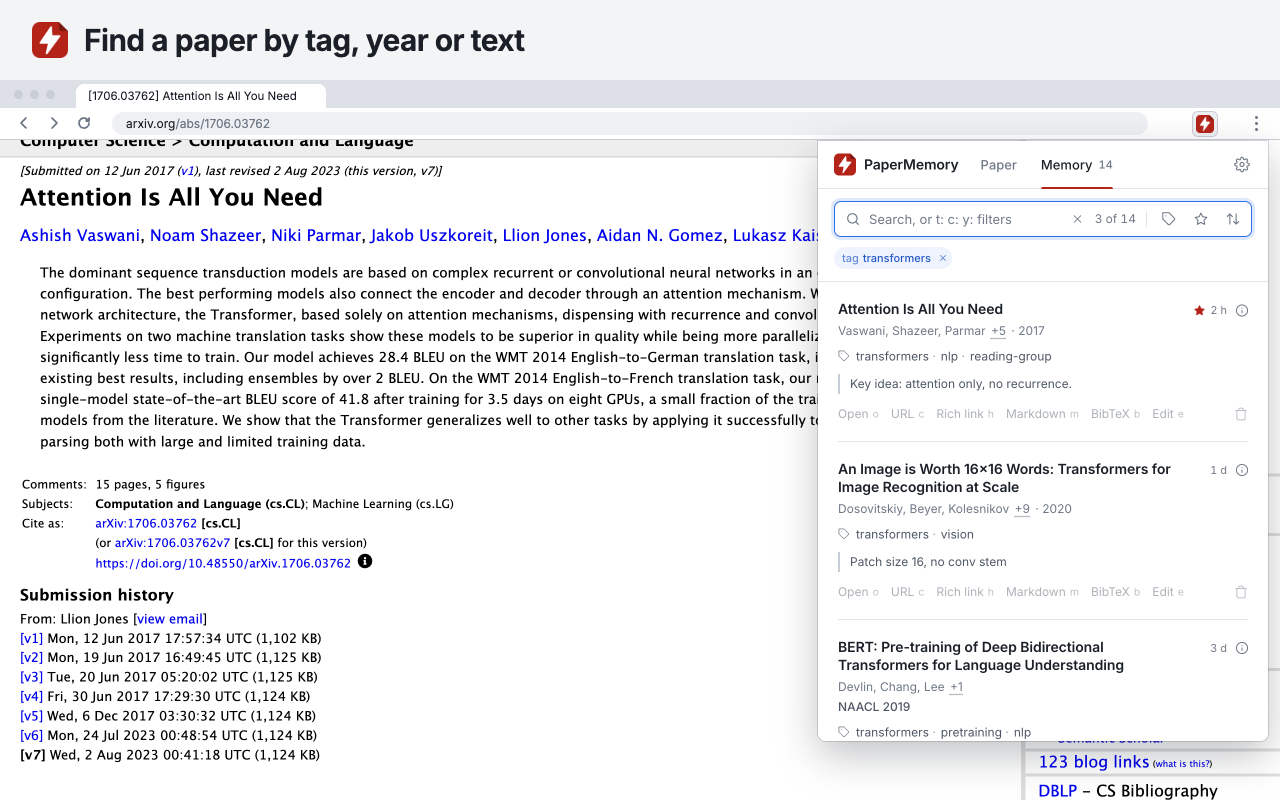 Find a paper by tag, year or text
[1706.03762] Attention Is All You Need
arxiv.org/abs/1706.03762
Computer Science > Computation and Language
[Submitted on 12 Jun 2017 (v1), last revised 2 Aug 2023 (this version, v7)]
Attention Is All You Need
Ashish Vaswani, Noam Shazeer, Niki Parmar, Jakob Uszkoreit, Llion Jones, Aidan N. Gomez, Lukasz
The dominant sequence transduction models are based on complex recurrent or convolutional neural networks in an
configuration. The best performing models also connect the encoder and decoder through an attention mechanism.
network architecture, the Transformer, based solely on attention mechanisms, dispensing with recurrence and
Experiments on two machine translation tasks show these models to be superior in quality while being more
significantly less time to train. Our model achieves 28.4 BLEU on the WMT 2014 English-to-German translation task,
existing best results, including ensembles by over 2 BLEU. On the WMT 2014 English-to-French translation task, our
single-model state-of-the-art BLEU score of 41.8 after training for 3.5 days on eight GPUs, a small fraction of the
models from the literature. We show that the Transformer generalizes well to other tasks by applying it successfully to
parsing both with large and limited training data.
Comments: 15 pages, 5 figures
Subjects: Computation and Language (cs.CL); Machine Learning (cs.LG)
Cite as: arXiv:1706.03762 [cs.CL]
(or arXiv:1706.03762v7 [cs.CL] for this version)
https://doi.org/10.48550/arXiv.1706.03762
Submission history
From: Llion Jones [view email]
[v1] Mon, 12 Jun 2017 17:57:34 UTC (1,102 KB)
[v2] Mon, 19 Jun 2017 16:49:45 UTC (1,125 KB)
[v3] Tue, 20 Jun 2017 05:20:02 UTC (1,125 KB)
[v4] Fri, 30 Jun 2017 17:29:30 UTC (1,124 KB)
[v5] Wed, 6 Dec 2017 03:30:32 UTC (1,124 KB)
[v6] Mon, 24 Jul 2023 00:48:54 UTC (1,124 KB)
[v7] Wed, 2 Aug 2023 00:41:18 UTC (1,124 KB)
PaperMemory Paper Memory 14
Search, or t: c: y: filters × 3 of 14
tag transformers ×
Attention Is All You Need 2 h
Vaswani, Shazeer, Parmar +5 · 2017
transformers · nlp · reading-group
Key idea: attention only, no recurrence.
Open o URL c Rich link h Markdown m BibTeX b Edit e
An Image is Worth 16×16 Words: Transformers for 1 d
Image Recognition at Scale
Dosovitskiy, Beyer, Kolesnikov +9 · 2020
transformers · vision
Patch size 16, no conv stem
Open o URL c Rich link h Markdown m BibTeX b Edit e
BERT: Pre-training of Deep Bidirectional 3 d
Transformers for Language Understanding
Devlin, Chang, Lee +1
NAACL 2019
transformers · pretraining · nlp
Semantic Scholar
123 blog links (what is this?)
DBLP – CS Bibliography